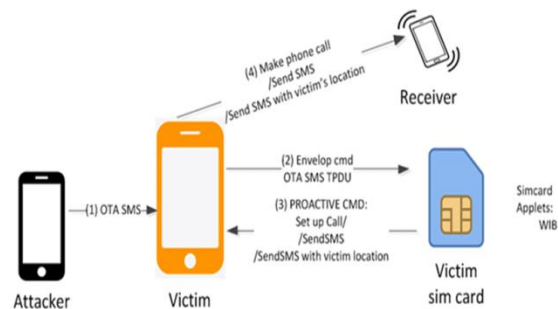 (4) Make phone call
/Send SMS
/Send SMS with victim's location
Receiver
(2) Envelop cmd
OTA SMS TPDU
(1) OTA SMS
(3) PROACTIVE CMD:
Set up Call/
/SendSMS
/SendSMS with victim location
Simcard
Applets:
WIB
Attacker
Victim
Victim
sim card